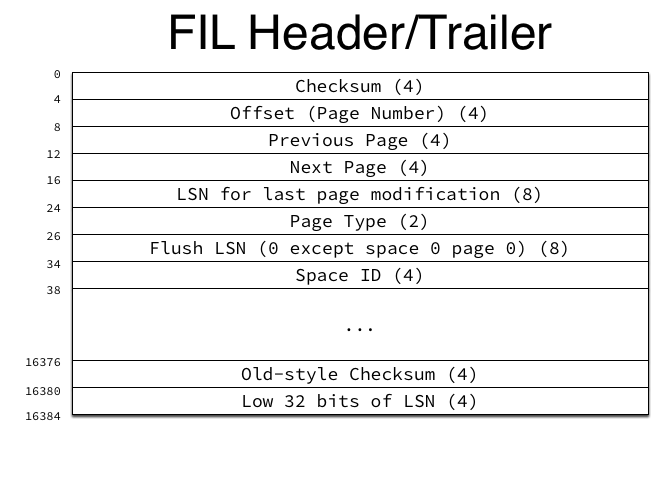 FIL Header/Trailer
0
Checksum (4)
4
Offset (Page Number) (4)
8
Previous Page (4)
12
Next Page (4)
16
LSN for last page modification (8)
24
Page Type (2)
26
Flush LSN (0 except space 0 page 0) (8)
34
Space ID (4)
38
...
16376
Old-style Checksum (4)
16380
Low 32 bits of LSN (4)
16384